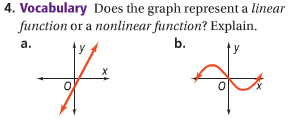 4. Vocabulary Does the graph represent a linear
function or a nonlinear function? Explain.
a.
b.
y
x
O
y
O
x